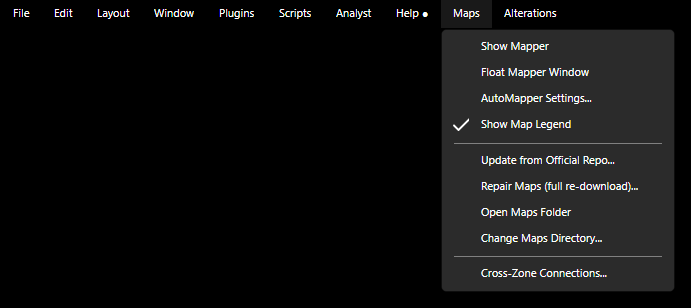 File Edit Layout Window Plugins Scripts Analyst Help ● Maps Alterations
Show Mapper
Float Mapper Window
AutoMapper Settings...
Show Map Legend
Update from Official Repo...
Repair Maps (full re-download)...
Open Maps Folder
Change Maps Directory...
Cross-Zone Connections...